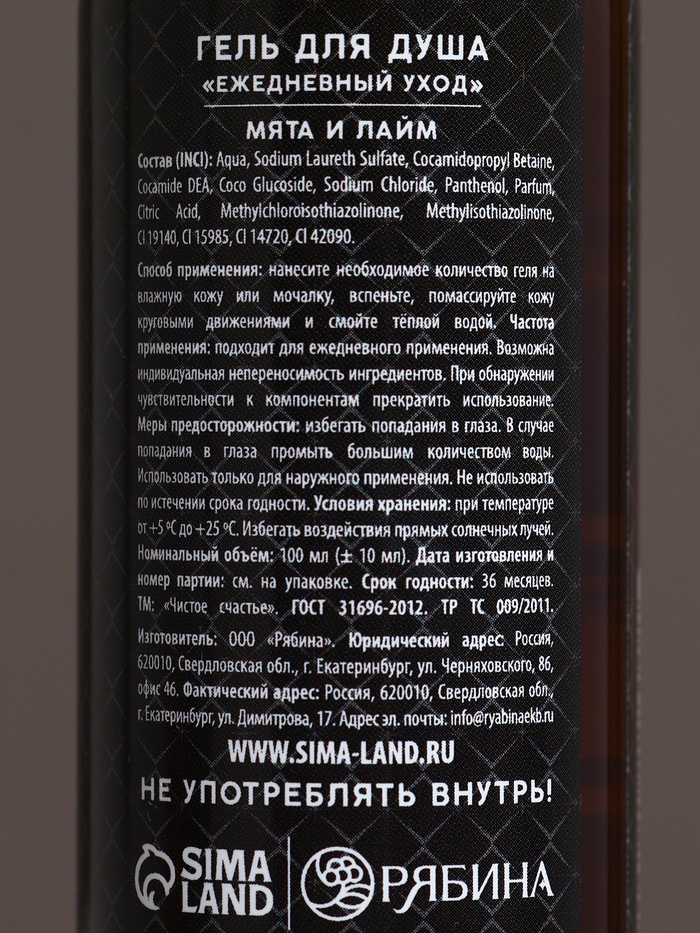 ГЕЛЬ ДЛЯ ДУША
«ЕЖЕДНЕВНЫЙ УХОД»
МЯТА И ЛАЙМ
Состав (INCI): Aqua, Sodium Laureth Sulfate, Cocamidopropyl Betaine,
Cocamide DEA, Coco Glucoside, Sodium Chloride, Panthenol, Parfum,
Citric Acid, Methylchloroisothiazolinone, Methylisothiazolinone,
CI 19140, CI 15985, CI 14720, CI 42090.
Способ применения: нанесите необходимое количество геля на
влажную кожу или мочалку, вспеньте, помассируйте кожу
круговыми движениями и смойте тёплой водой. Частота
применения: подходит для ежедневного применения. Возможна
индивидуальная непереносимость ингредиентов. При обнаружении
чувствительности к компонентам прекратить использование.
Меры предосторожности: избегать попадания в глаза. В случае
попадания в глаза промыть большим количеством воды.
Использовать только для наружного применения. Не использовать
по истечении срока годности. Условия хранения: при температуре
от +5 ºС до +25 ºС. Избегать воздействия прямых солнечных лучей.
Номинальный объём: 100 мл (± 10 мл). Дата изготовления и
номер партии: см. на упаковке. Срок годности: 36 месяцев.
ТМ: «Чистое счастье». ГОСТ 31696-2012. ТР ТС 009/2011.
Изготовитель: ООО «Рябина». Юридический адрес: Россия,
620010, Свердловская обл., г. Екатеринбург, ул. Черняховского, 86,
офис 46. Фактический адрес: Россия, 620010, Свердловская обл.,
г. Екатеринбург, ул. Димитрова, 17. Адрес эл. почты: info@ryabinaekb.ru
WWW.SIMA-LAND.RU
НЕ УПОТРЕБЛЯТЬ ВНУТРЬ!
SIMA
LAND
РЯБИНА